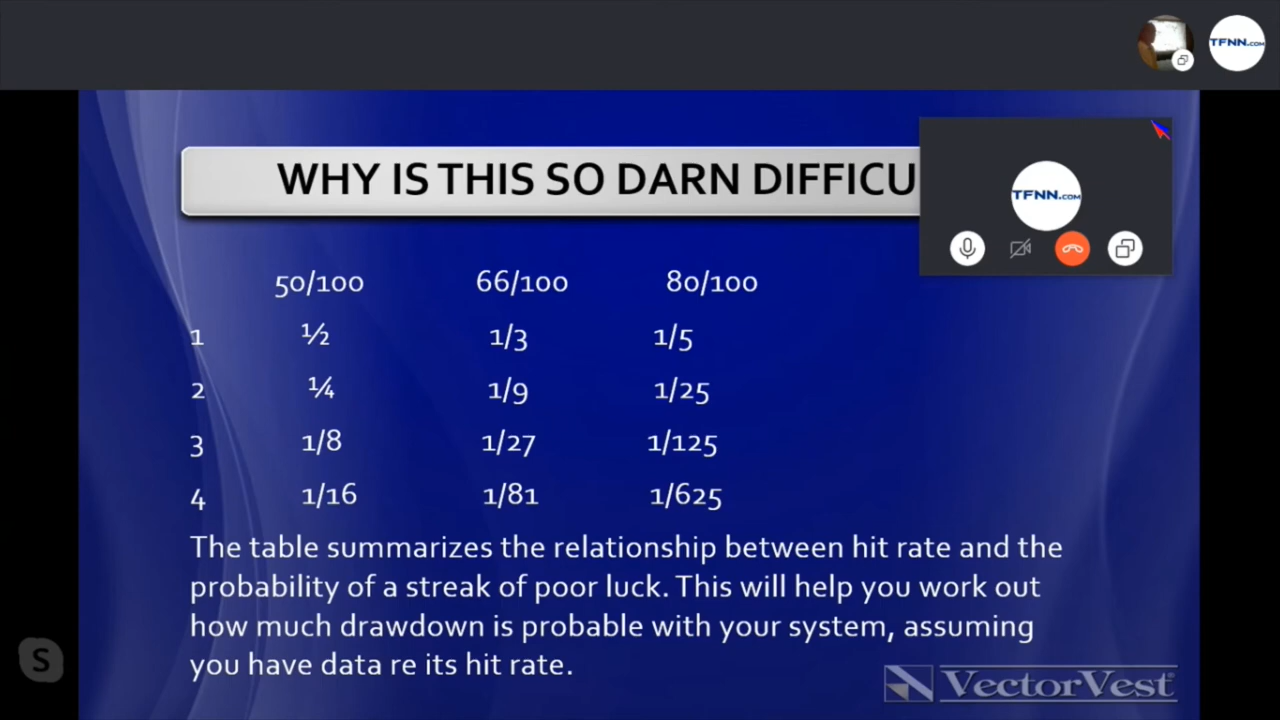 TFNN.COM
WHY IS THIS SO DARN DIFFICU
TFNN.COM
50/100 66/100 80/100
1 ½ 1/3 1/5
2 ¼ 1/9 1/25
3 1/8 1/27 1/125
4 1/16 1/81 1/625
The table summarizes the relationship between hit rate and the
probability of a streak of poor luck. This will help you work out
how much drawdown is probable with your system, assuming
you have data re its hit rate.
S
VectorVest®